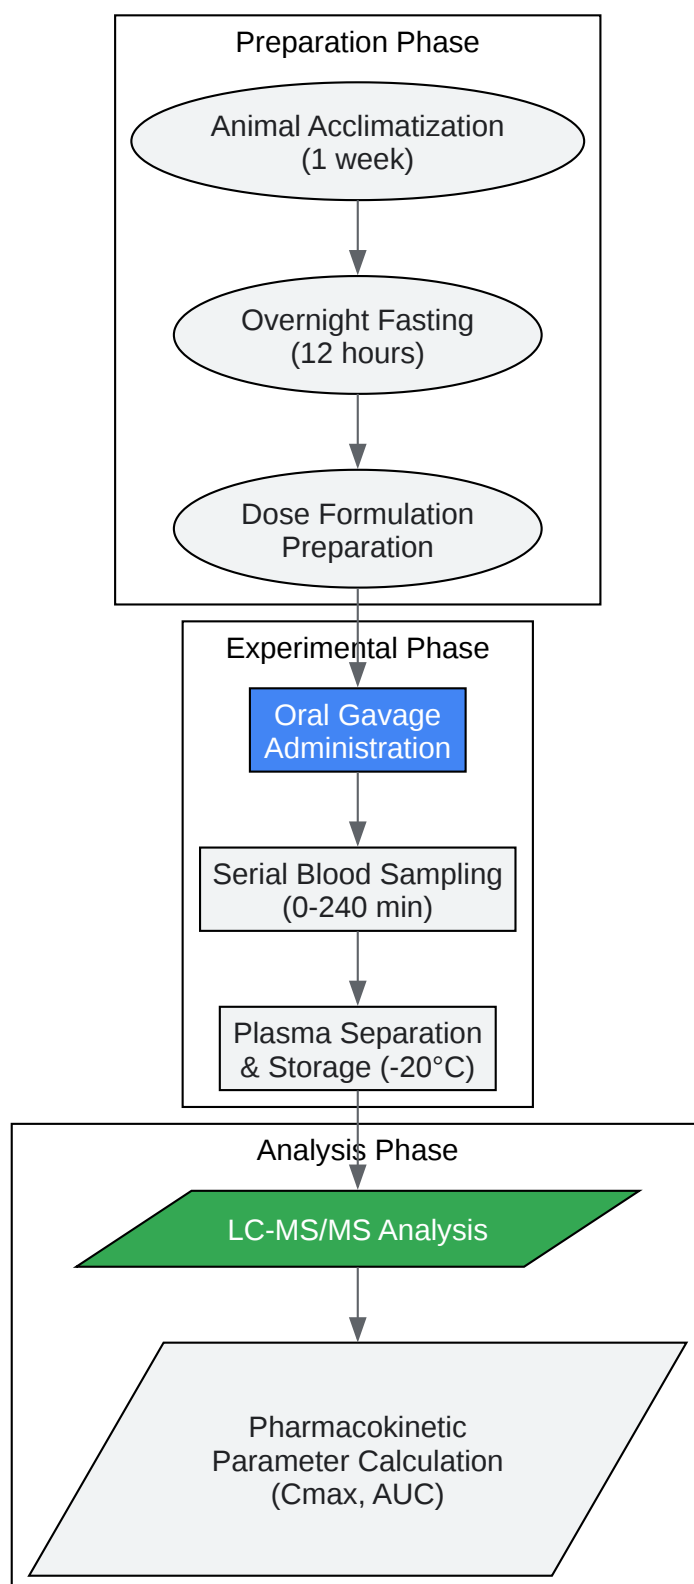 Preparation Phase
Animal Acclimatization
(1 week)
Overnight Fasting
(12 hours)
Dose Formulation
Preparation
Experimental Phase
Oral Gavage
Administration
Serial Blood Sampling
(0-240 min)
Plasma Separation
& Storage (-20°C)
Analysis Phase
LC-MS/MS Analysis
Pharmacokinetic
Parameter Calculation
(Cmax, AUC)